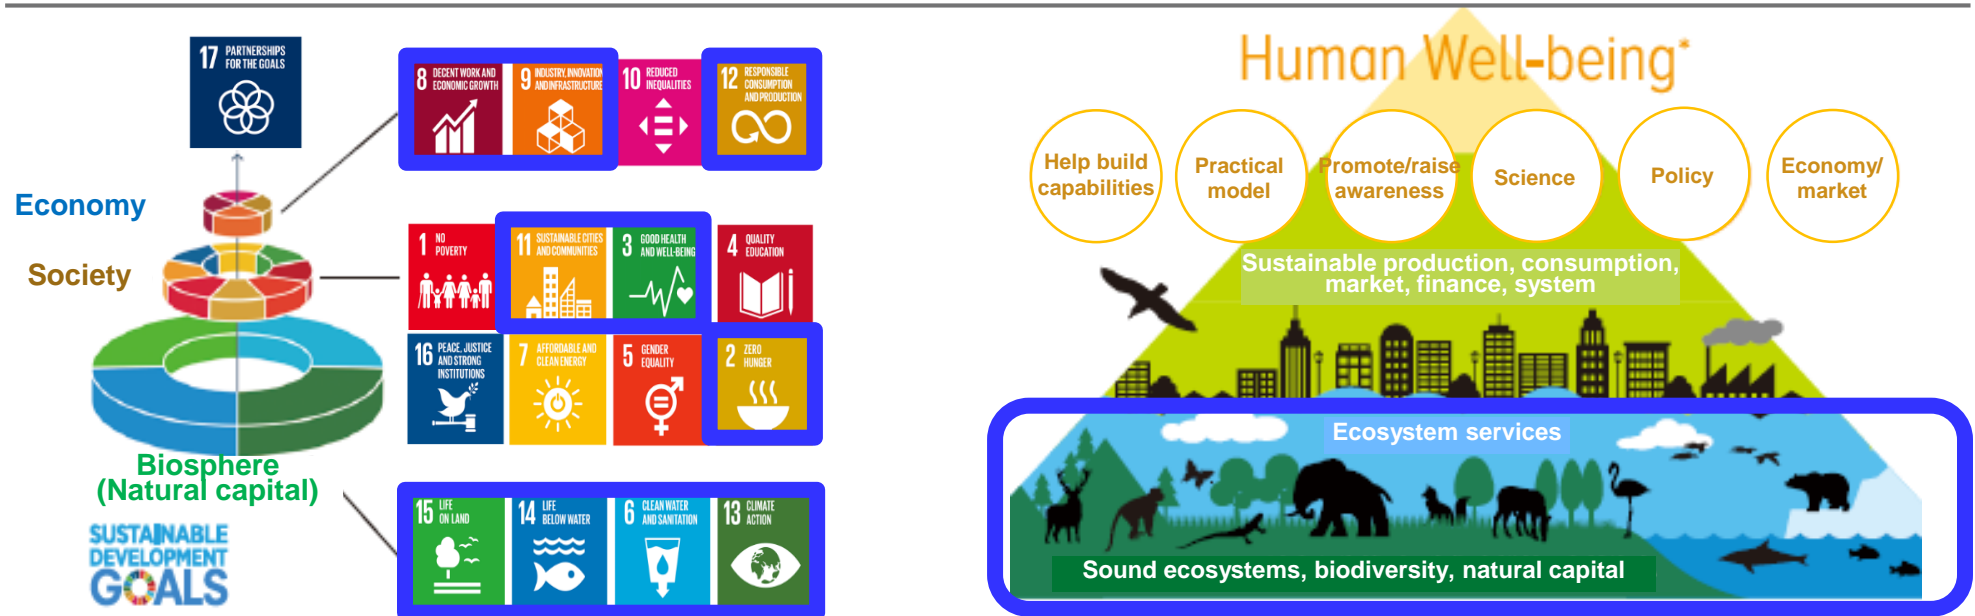 17 PARTNERSHIPS
FOR THE GOALS
8 DECENT WORK AND
ECONOMIC GROWTH
9 INDUSTRY, INNOVATION
AND INFRASTRUCTURE
10 REDUCED
INEQUALITIES
12 RESPONSIBLE
CONSUMPTION
AND PRODUCTION
Economy
1 NO
POVERTY
11 SUSTAINABLE CITIES
AND COMMUNITIES
3 GOOD HEALTH
AND WELL-BEING
4 QUALITY
EDUCATION
Society
16 PEACE, JUSTICE
AND STRONG
INSTITUTIONS
7 AFFORDABLE AND
CLEAN ENERGY
5 GENDER
EQUALITY
2 ZERO
HUNGER
Biosphere
(Natural capital)
15 LIFE
ON LAND
14 LIFE
BELOW WATER
6 CLEAN WATER
AND SANITATION
13 CLIMATE
ACTION
SUSTAINABLE
DEVELOPMENT
GOALS
Human Well-being*
Help build
capabilities
Practical
model
Promote/raise
awareness
Science
Policy
Economy/
market
Sustainable production, consumption,
market, finance, system
Ecosystem services
Sound ecosystems, biodiversity, natural capital